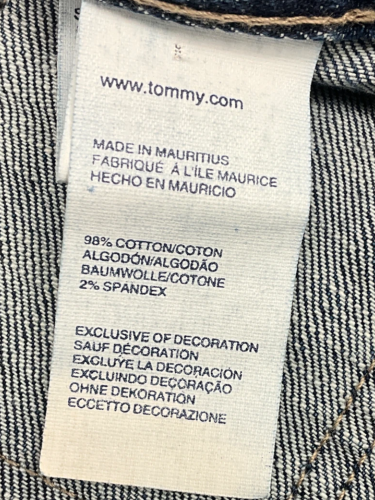 www.tommy.com
MADE IN MAURITIUS
FABRIQUÉ À L'ÎLE MAURICE
HECHO EN MAURICIO
98% COTTON/COTON
ALGODÓN/ALGODÃO
BAUMWOLLE/COTONE
2% SPANDEX
EXCLUSIVE OF DECORATION
SAUF DÉCORATION
EXCLUYE LA DECORACIÓN
EXCLUINDO DECORAÇÃO
OHNE DEKORATION
ECCETTO DECORAZIONE